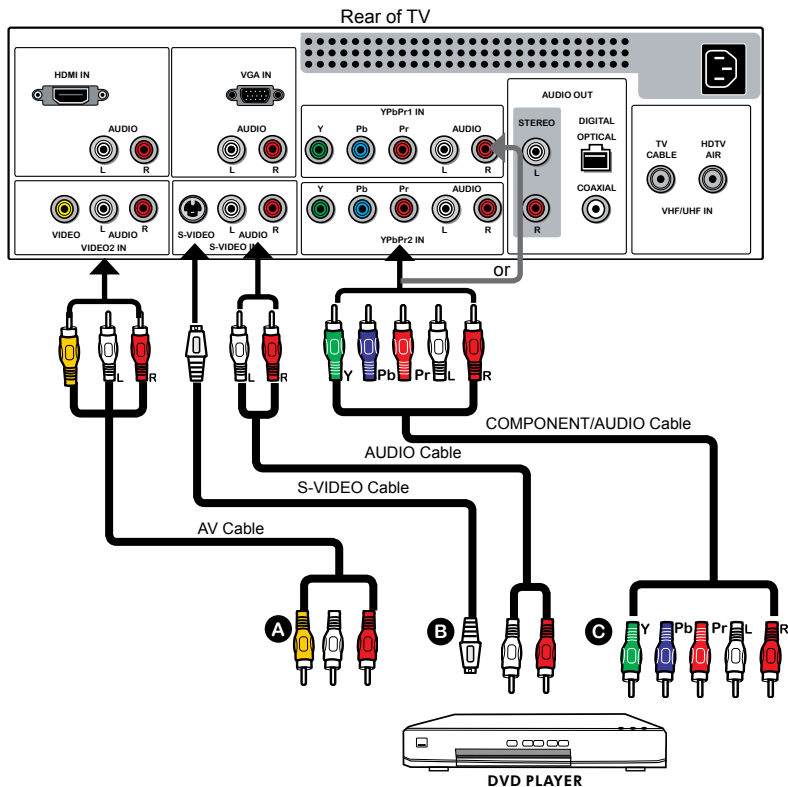 Rear of TV
HDMI IN
AUDIO
L R
VGA IN
AUDIO
L R
YPbPr1 IN
Y Pb Pr AUDIO
L R
AUDIO OUT
STEREO
L
R
DIGITAL
OPTICAL
COAXIAL
TV
CABLE
HDTV
AIR
VHF/UHF IN
VIDEO L AUDIO R
VIDEO2 IN
S-VIDEO L AUDIO R
S-VIDEO IN
Y Pb Pr AUDIO
L R
YPbPr2 IN
or
L R
L R
Y Pb Pr L R
COMPONENT/AUDIO Cable
AUDIO Cable
S-VIDEO Cable
AV Cable
A
B
C
Y Pb Pr L R
DVD PLAYER